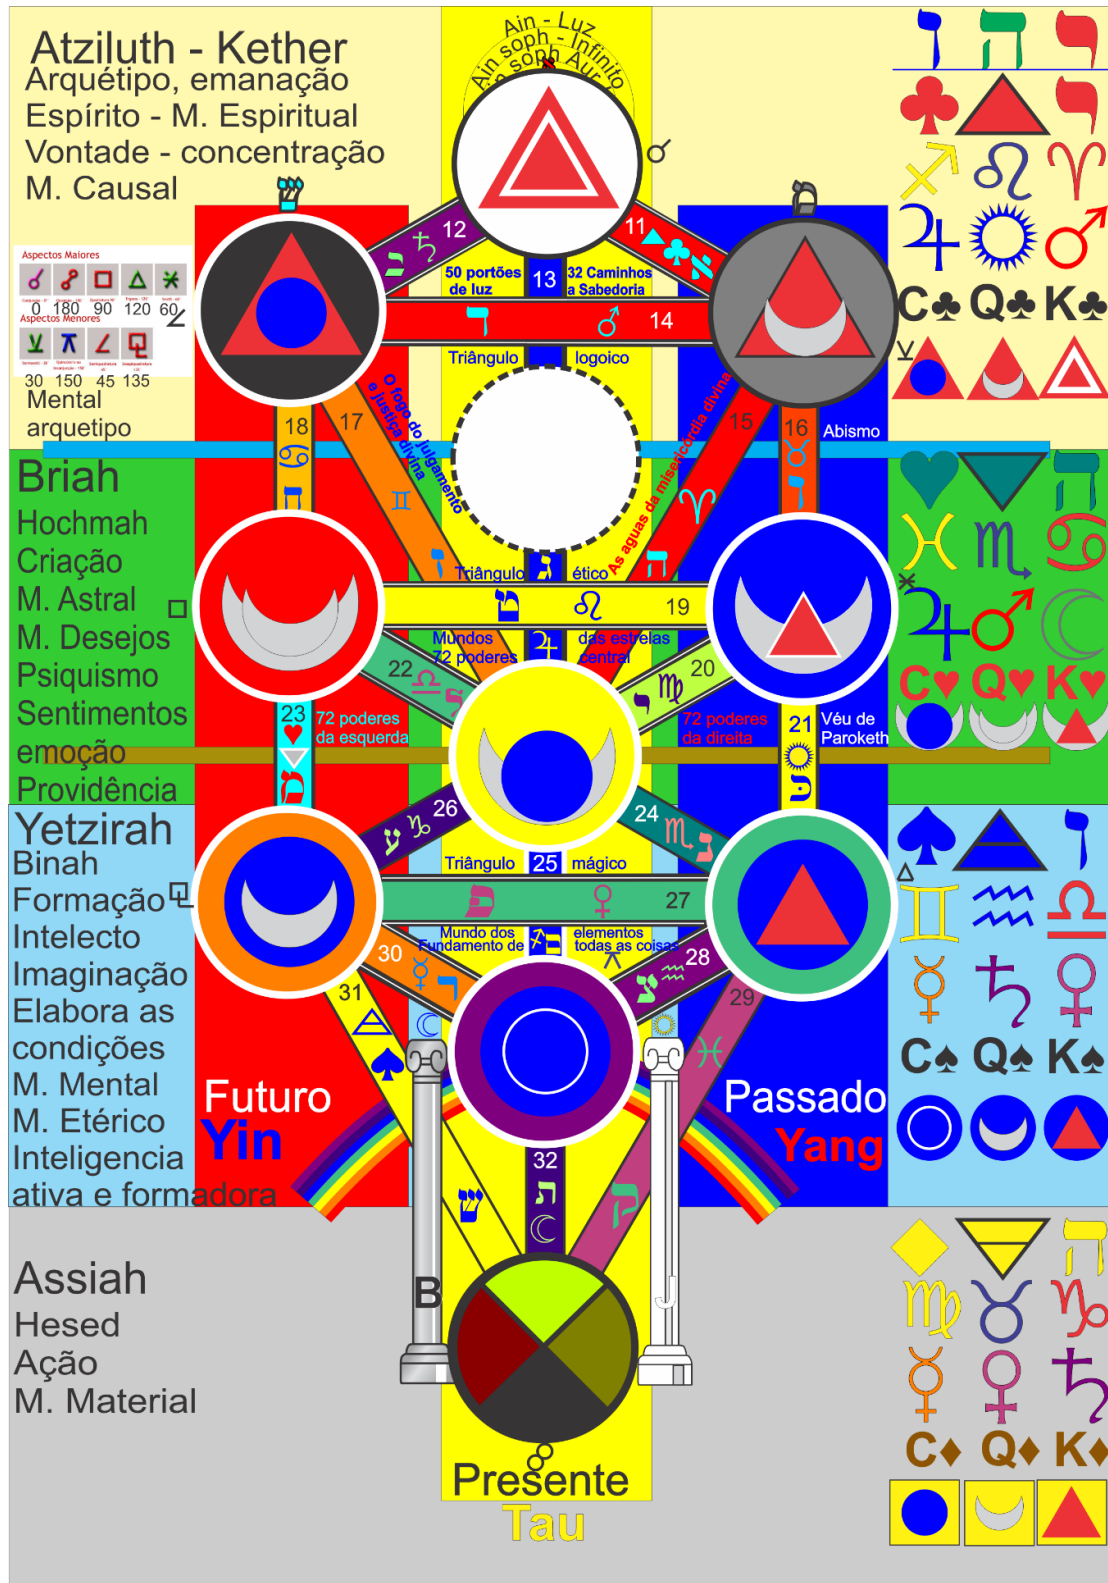 Ain - Luz
Ain soph - Infinito
soph Aur
Atziluth - Kether
Arquétipo, emanação
Espírito - M. Espiritual
Vontade - concentração
M. Causal
ו ה י
י
א
ש
מ
12
ב
11
א
50 portões
de luz
13
32 Caminhos
a Sabedoria
ד
14
Triângulo
logoico
Aspectos Maiores
0 180 90 120 60
Aspectos Menores
30 150 45 135
C♣ Q♣ K♣
Mental
arquetipo
18
ח
17
O fogo do julgamento
e justiça divina
ז
As aguas da misericórdia divina
15
ה
16
ו
Abismo
Briah
Hochmah
Criação
M. Astral
M. Desejos
Psiquismo
Sentimentos
emoção
Providência
ה
C♥ Q♥ K♥
ג
Triângulo
ético
ט
19
Mundos
72 poderes
das estrelas
central
22
ל
20
י
23
72 poderes
da esquerda
מ
72 poderes
da direita
21
Véu de
Paroketh
כ
Yetzirah
Binah
Formação
Intelecto
Imaginação
Elabora as
condições
M. Mental
M. Etérico
Inteligencia
ativa e formadora
ו
C♠ Q♠ K♠
26
ע
24
נ
Triângulo
25
mágico
פ
27
Mundo dos
Fundamento de
elementos
todas as coisas
ס
30
ר
28
צ
31
29
Futuro
Yin
Passado
Yang
32
ת
ש
ק
Assiah
Hesed
Ação
M. Material
B
J
ה
C♦ Q♦ K♦
Presente
Tau